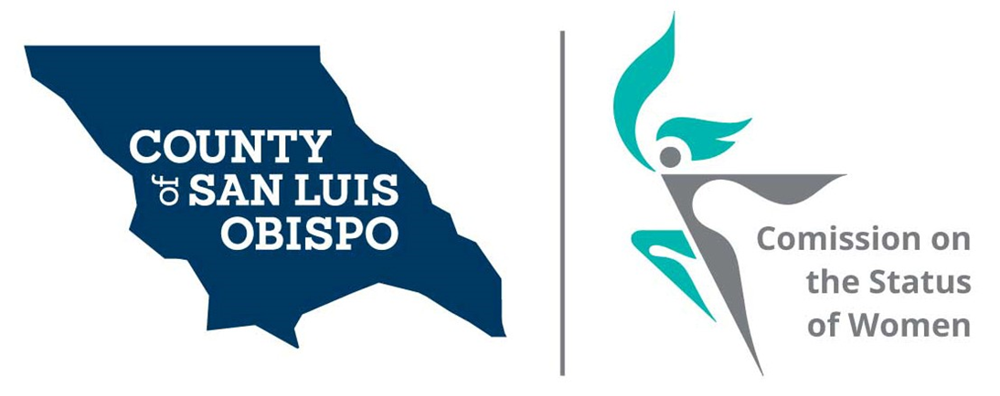 COUNTY
of SAN LUIS
OBISPO
Comission on
the Status
of Women